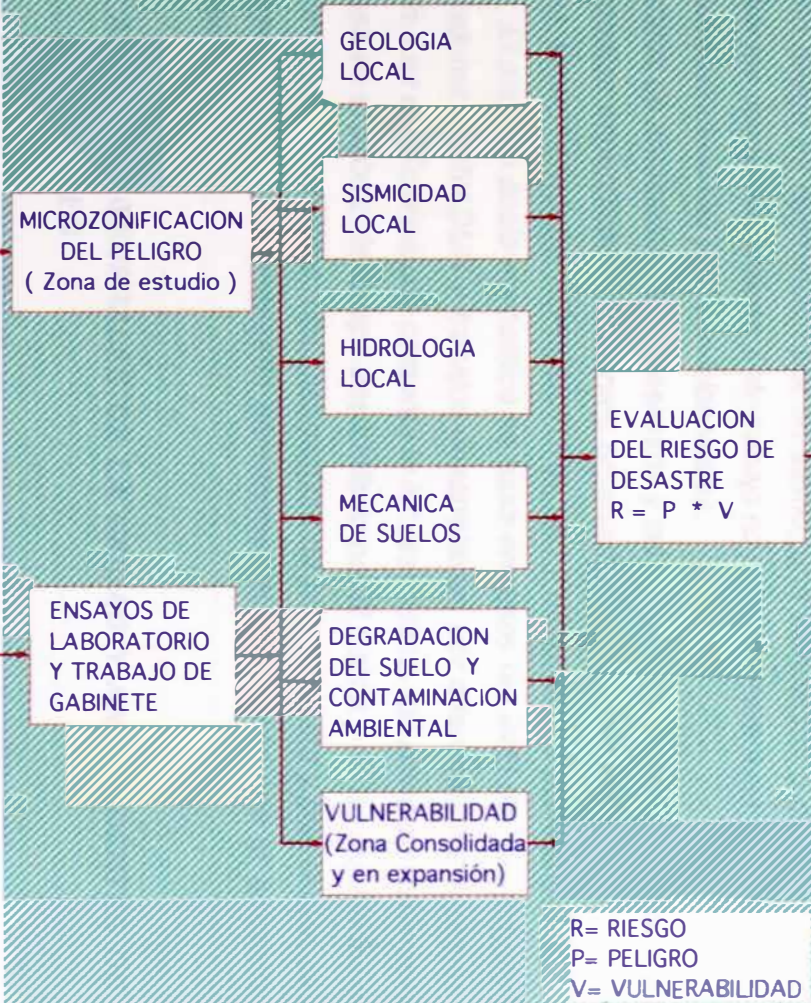 GEOLOGIA
LOCAL
SISMICIDAD
LOCAL
MICROZONIFICACION
DEL PELIGRO
( Zona de estudio )
HIDROLOGIA
LOCAL
EVALUACION
DEL RIESGO DE
DESASTRE
R = P * V
MECANICA
DE SUELOS
ENSAYOS DE
LABORATORIO
Y TRABAJO DE
GABINETE
DEGRADACION
DEL SUELO Y
CONTAMINACION
AMBIENTAL
VULNERABILIDAD
(Zona Consolidada
y en expansión)
R= RIESGO
P= PELIGRO
V= VULNERABILIDAD